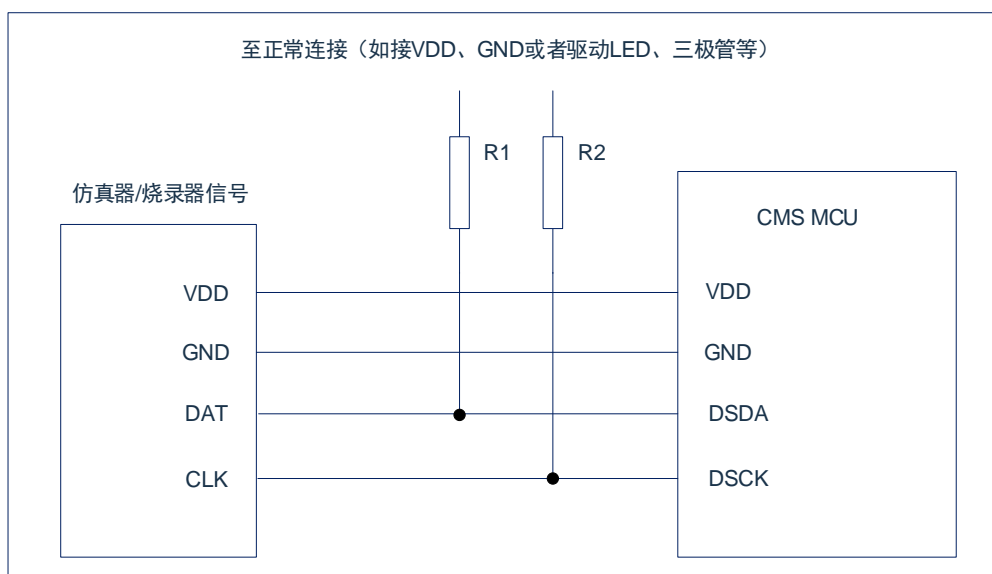 至正常连接（如接VDD、GND或者驱动LED、三极管等）
R1
R2
仿真器/烧录器信号
CMS MCU
VDD
VDD
GND
GND
DAT
DSDA
CLK
DSCK